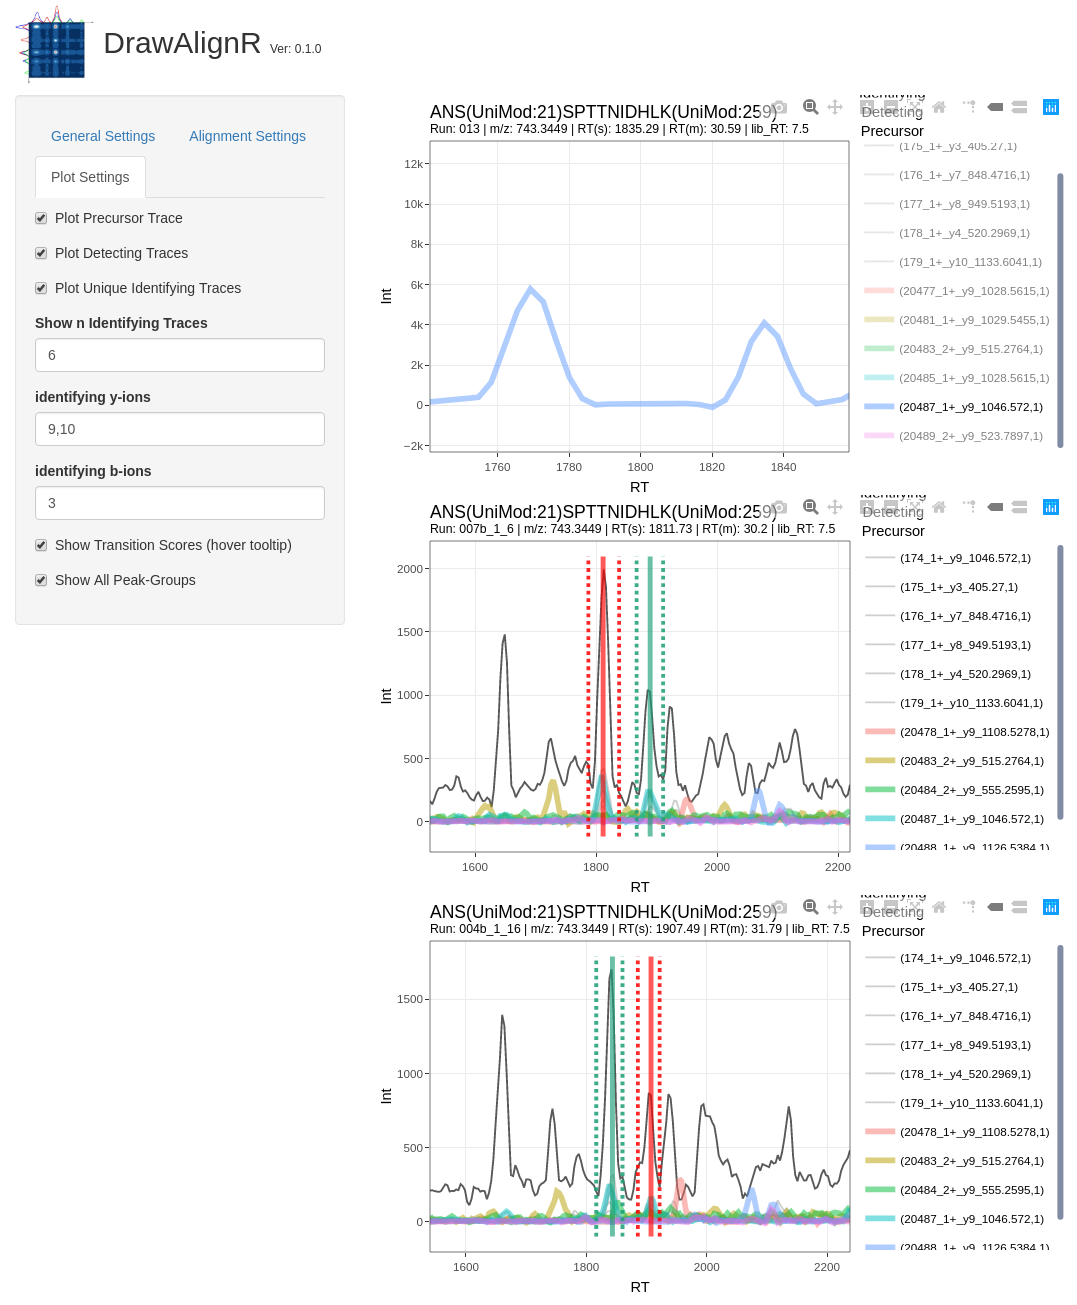 DrawAlignR Ver: 0.1.0
General Settings
Alignment Settings
Plot Settings
Plot Precursor Trace
Plot Detecting Traces
Plot Unique Identifying Traces
Show n Identifying Traces
6
identifying y-ions
9,10
identifying b-ions
3
Show Transition Scores (hover tooltip)
Show All Peak-Groups
ANS(UniMod:21)SPTTNIDHLK(UniMod:259)
Run: 013 | m/z: 743.3449 | RT(s): 1835.29 | RT(m): 30.59 | lib_RT: 7.5
12k
10k
8k
6k
4k
2k
0
−2k
Int
1760
1780
1800
1820
1840
RT
Identifying
Detecting
Precursor
(175_1+_y3_405.27,1)
(176_1+_y7_848.4716,1)
(177_1+_y8_949.5193,1)
(178_1+_y4_520.2969,1)
(179_1+_y10_1133.6041,1)
(20477_1+_y9_1028.5615,1)
(20481_1+_y9_1029.5455,1)
(20483_2+_y9_515.2764,1)
(20485_1+_y9_1028.5615,1)
(20487_1+_y9_1046.572,1)
(20489_2+_y9_523.7897,1)
ANS(UniMod:21)SPTTNIDHLK(UniMod:259)
Run: 007b_1_6 | m/z: 743.3449 | RT(s): 1811.73 | RT(m): 30.2 | lib_RT: 7.5
2000
1500
1000
500
0
Int
1600
1800
2000
2200
RT
Identifying
Detecting
Precursor
(174_1+_y9_1046.572,1)
(175_1+_y3_405.27,1)
(176_1+_y7_848.4716,1)
(177_1+_y8_949.5193,1)
(178_1+_y4_520.2969,1)
(179_1+_y10_1133.6041,1)
(20478_1+_y9_1108.5278,1)
(20483_2+_y9_515.2764,1)
(20484_2+_y9_555.2595,1)
(20487_1+_y9_1046.572,1)
(20488_1+_y9_1126.5384,1)
ANS(UniMod:21)SPTTNIDHLK(UniMod:259)
Run: 004b_1_16 | m/z: 743.3449 | RT(s): 1907.49 | RT(m): 31.79 | lib_RT: 7.5
1500
1000
500
0
Int
1600
1800
2000
2200
RT
Identifying
Detecting
Precursor
(174_1+_y9_1046.572,1)
(175_1+_y3_405.27,1)
(176_1+_y7_848.4716,1)
(177_1+_y8_949.5193,1)
(178_1+_y4_520.2969,1)
(179_1+_y10_1133.6041,1)
(20478_1+_y9_1108.5278,1)
(20483_2+_y9_515.2764,1)
(20484_2+_y9_555.2595,1)
(20487_1+_y9_1046.572,1)
(20488_1+_y9_1126.5384,1)